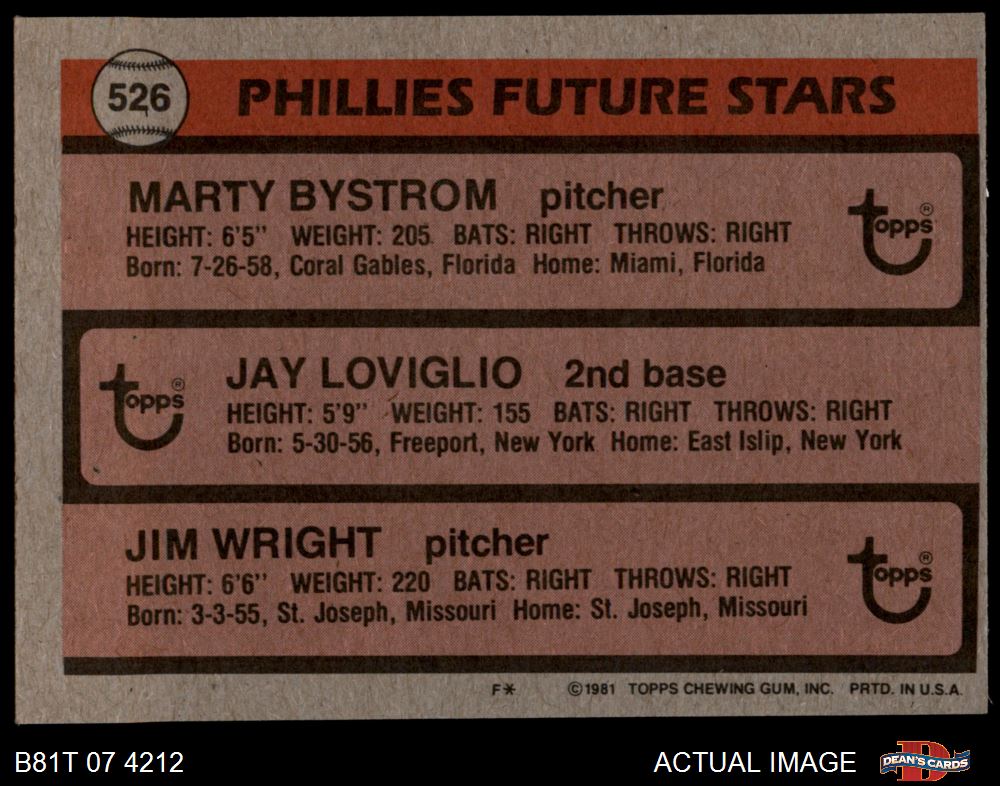 526 PHILLIES FUTURE STARS
MARTY BYSTROM pitcher
HEIGHT: 6'5" WEIGHT: 205 BATS: RIGHT THROWS: RIGHT
Born: 7-26-58, Coral Gables, Florida Home: Miami, Florida
topps®
JAY LOVIGLIO 2nd base
HEIGHT: 5'9" WEIGHT: 155 BATS: RIGHT THROWS: RIGHT
Born: 5-30-56, Freeport, New York Home: East Islip, New York
topps®
JIM WRIGHT pitcher
HEIGHT: 6'6" WEIGHT: 220 BATS: RIGHT THROWS: RIGHT
Born: 3-3-55, St. Joseph, Missouri Home: St. Joseph, Missouri
topps®
F* ©1981 TOPPS CHEWING GUM, INC. PRTD. IN U.S.A.
B81T 07 4212 ACTUAL IMAGE D DEAN'S CARDS